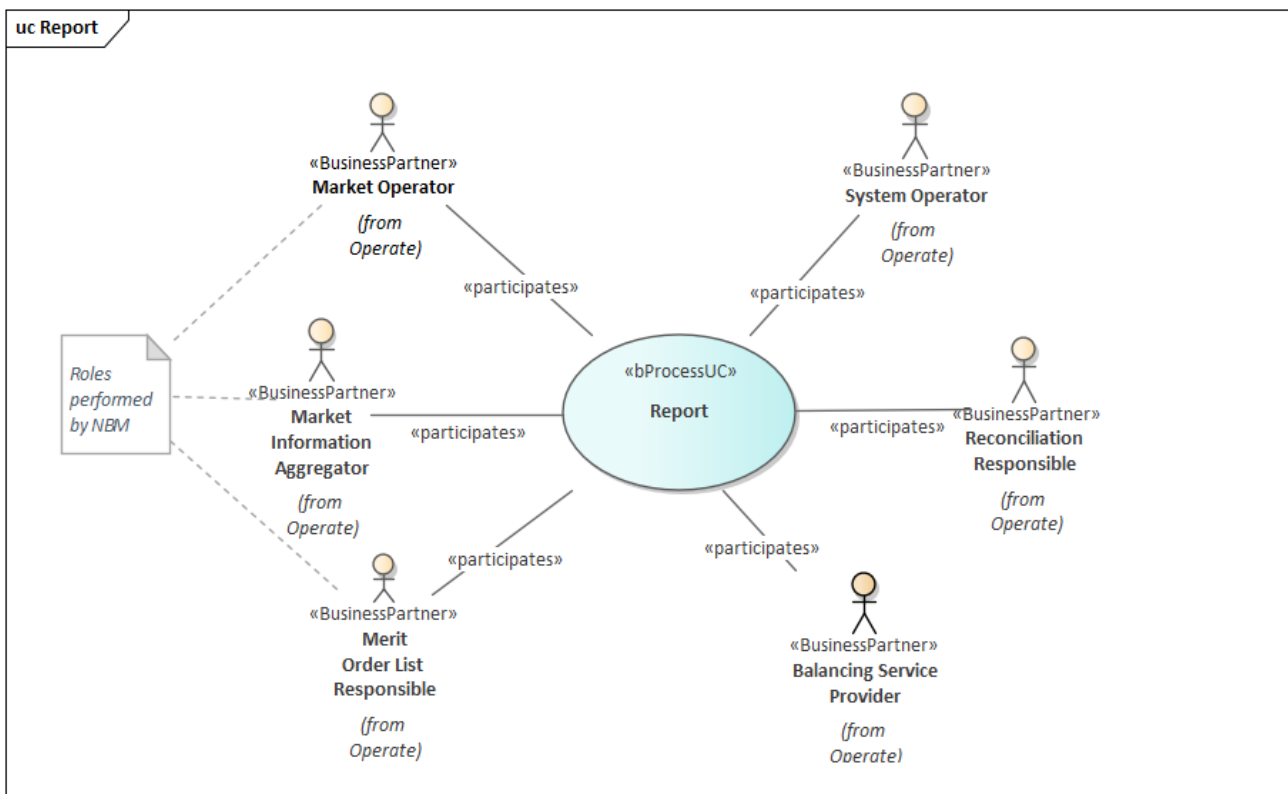 uc Report
«BusinessPartner»
Market Operator
(from
Operate)
«BusinessPartner»
System Operator
(from
Operate)
«participates»
«participates»
Roles
performed
by NBM
«BusinessPartner»
Market
Information
Aggregator
(from
Operate)
«participates»
«bProcessUC»
Report
«participates»
«BusinessPartner»
Reconciliation
Responsible
(from
Operate)
«participates»
«participates»
«BusinessPartner»
Merit
Order List
Responsible
(from
Operate)
«BusinessPartner»
Balancing Service
Provider
(from
Operate)